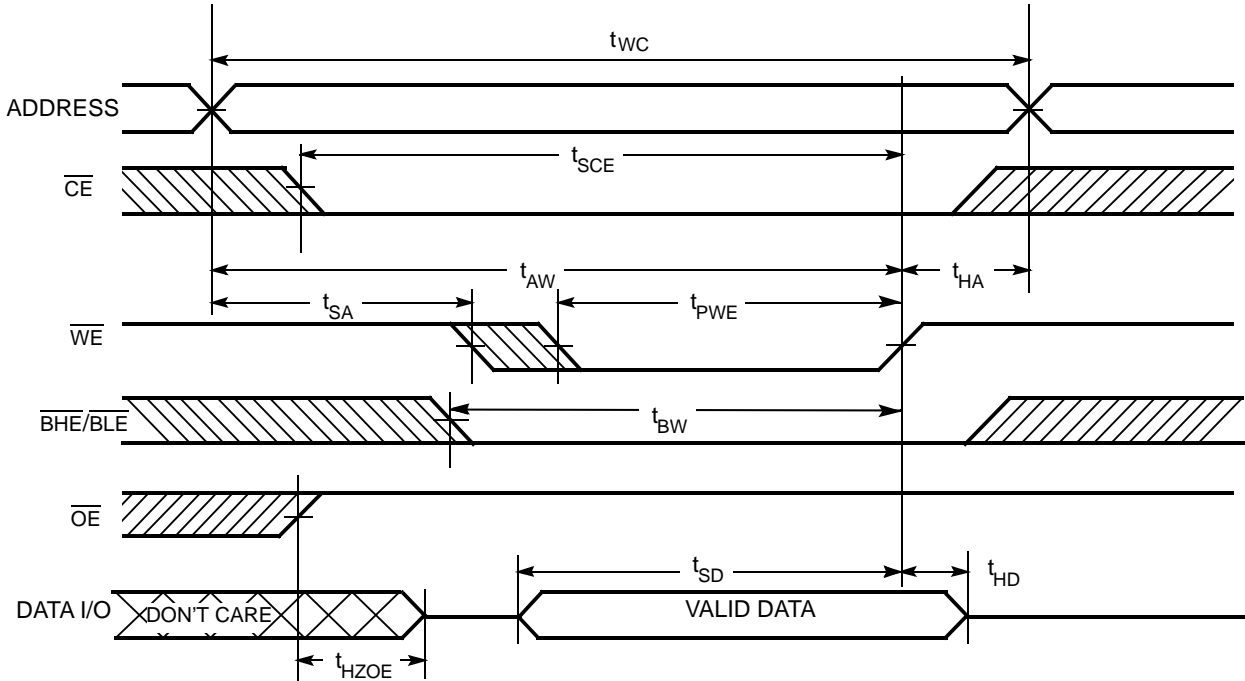 tWC
ADDRESS
tSCE
CE
tAW
tHA
tSA
tPWE
WE
BHE/BLE
tBW
OE
tSD
tHD
DATA I/O
DON'T CARE
VALID DATA
tHZOE